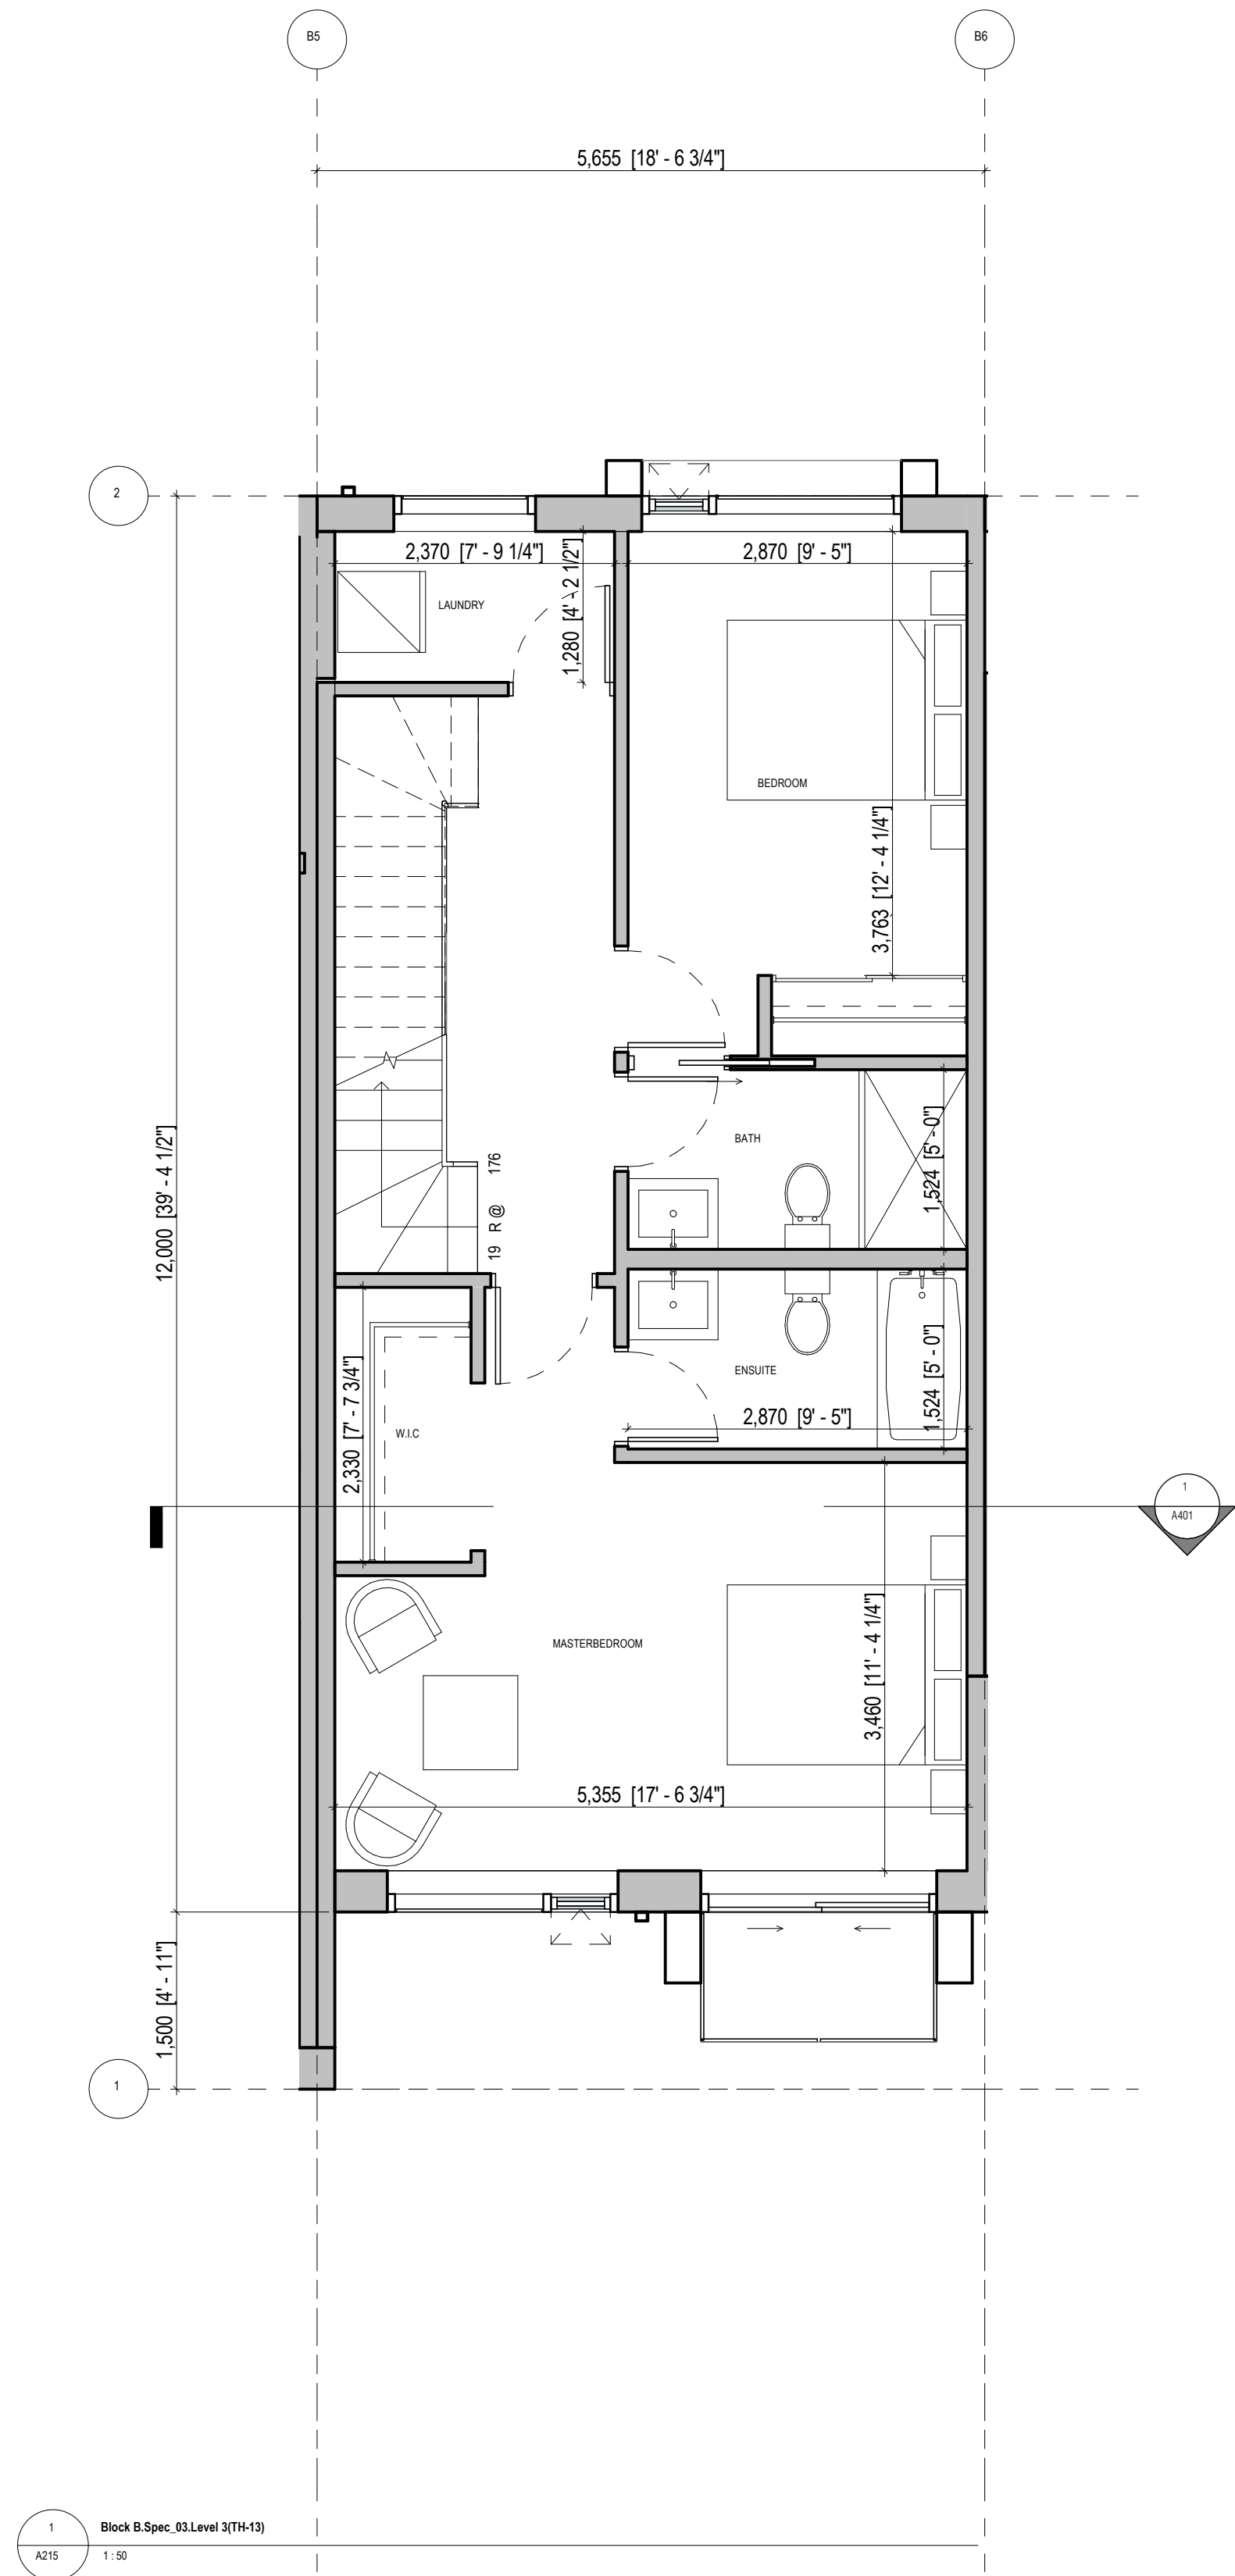 B5
B6
5,655 [18' - 6 3/4"]
2
2,370 [7' - 9 1/4"]
2,870 [9' - 5"]
1,280 [4' - 2 1/2"]
LAUNDRY
BEDROOM
3,763 [12' - 4 1/4"]
12,000 [39' - 4 1/2"]
BATH
1,524 [5' - 0"]
19 R @ 176
2,330 [7' - 7 3/4"]
W.I.C
ENSUITE
1,524 [5' - 0"]
2,870 [9' - 5"]
1
A401
MASTERBEDROOM
3,460 [11' - 4 1/4"]
5,355 [17' - 6 3/4"]
1,500 [4' - 11"]
1
1
Block B.Spec_03.Level 3(TH-13)
A215
1 : 50